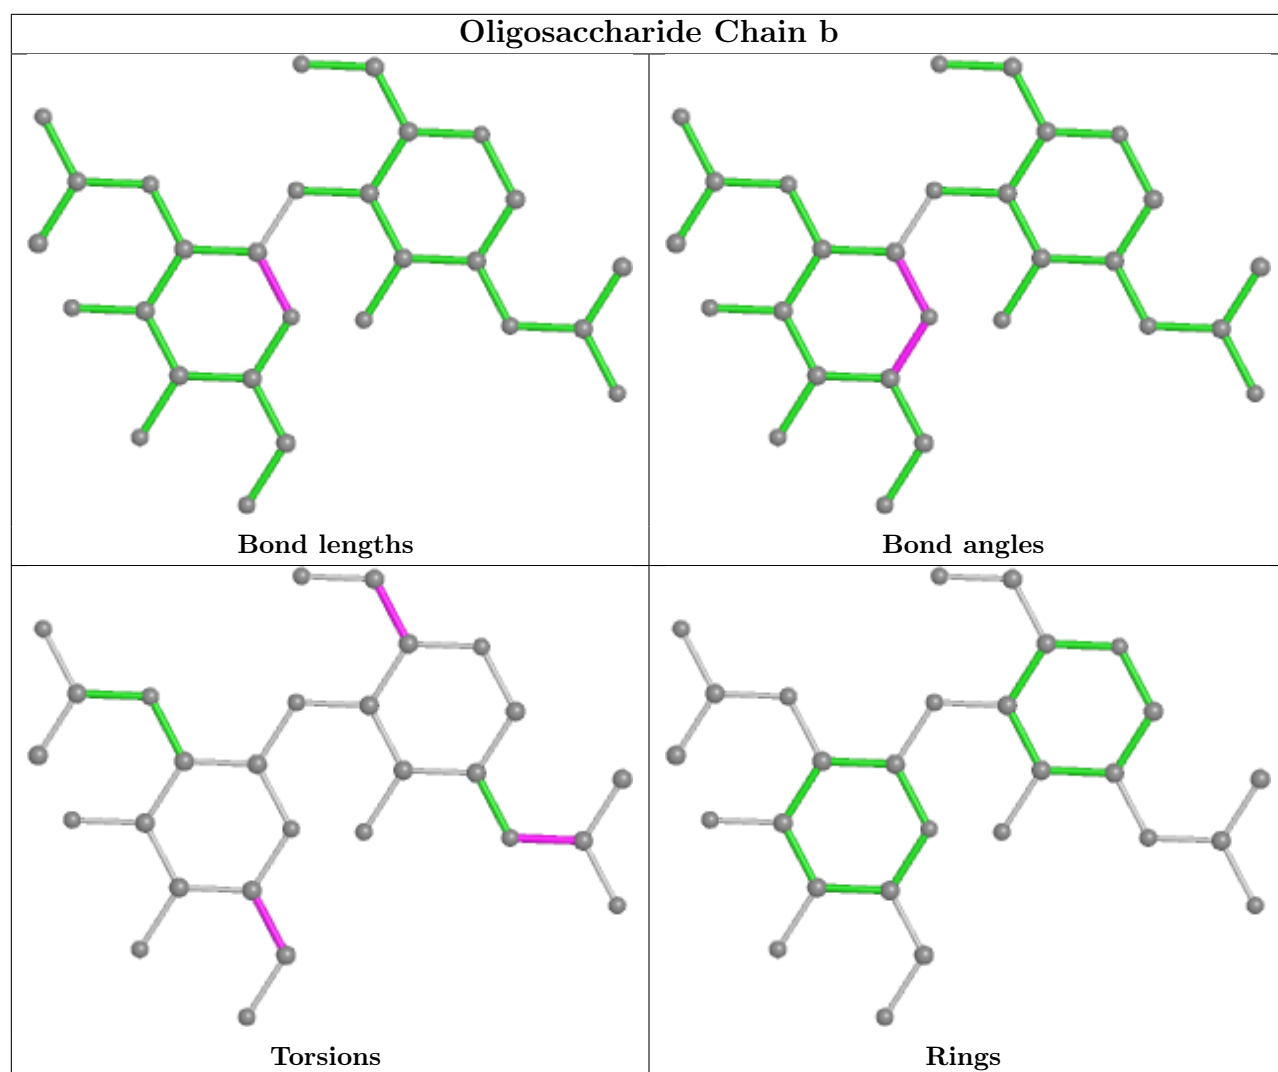 Oligosaccharide Chain b
Bond lengths
Bond angles
Torsions
Rings